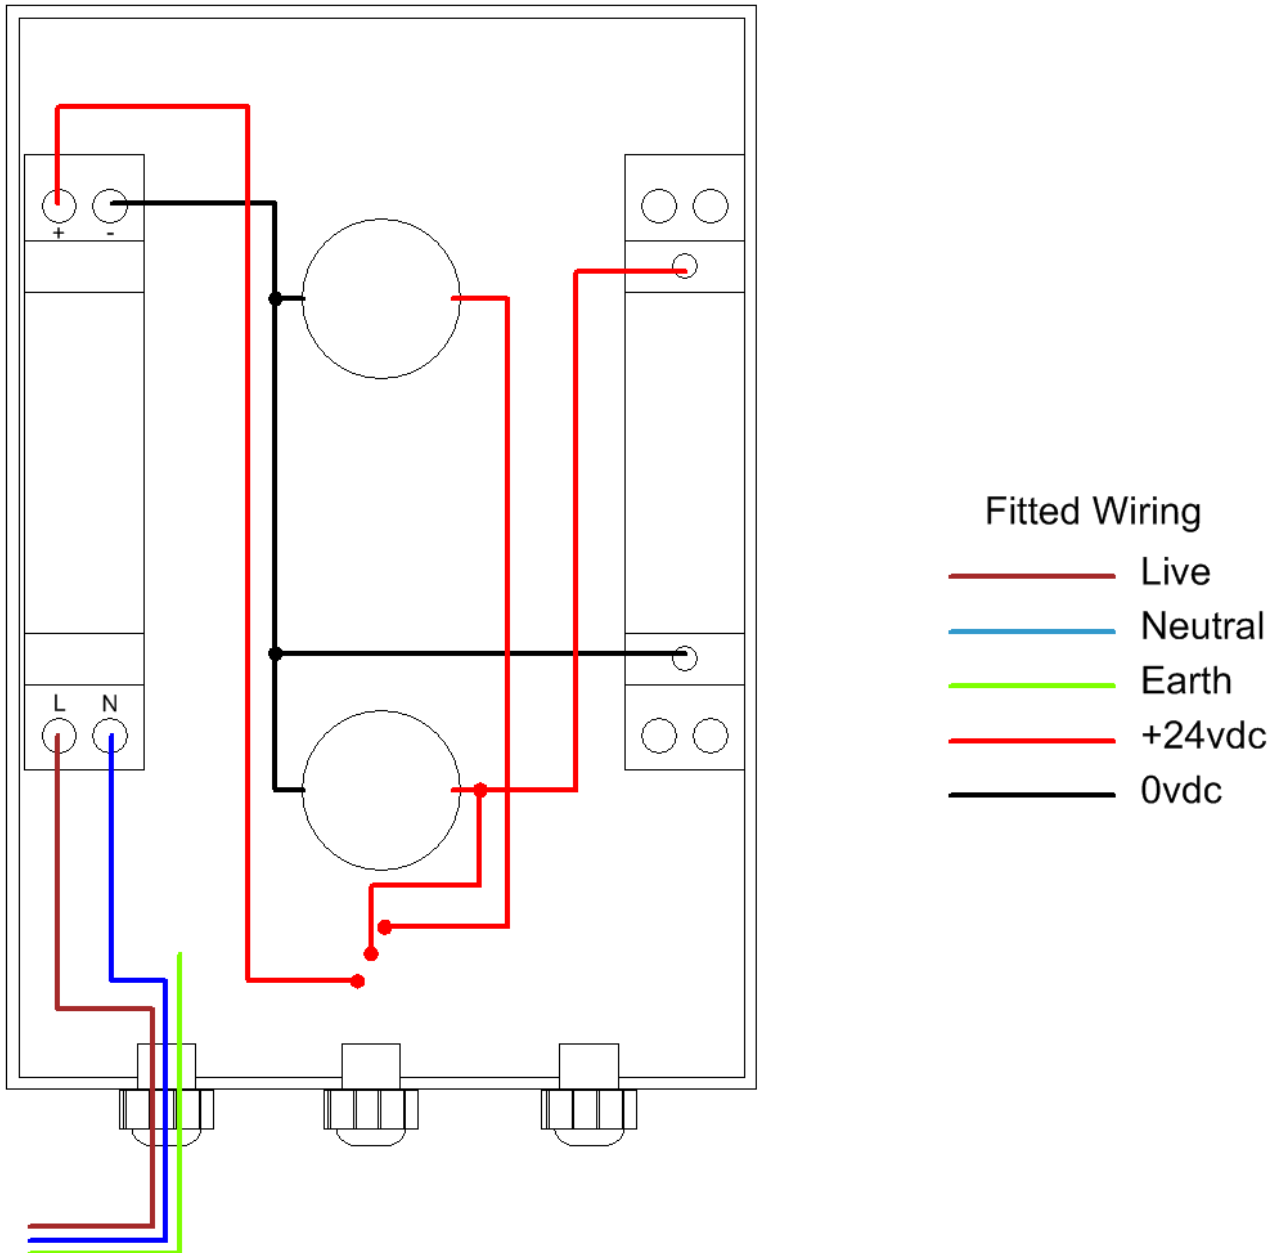 + -
L N
Fitted Wiring
Live
Neutral
Earth
+24vdc
0vdc